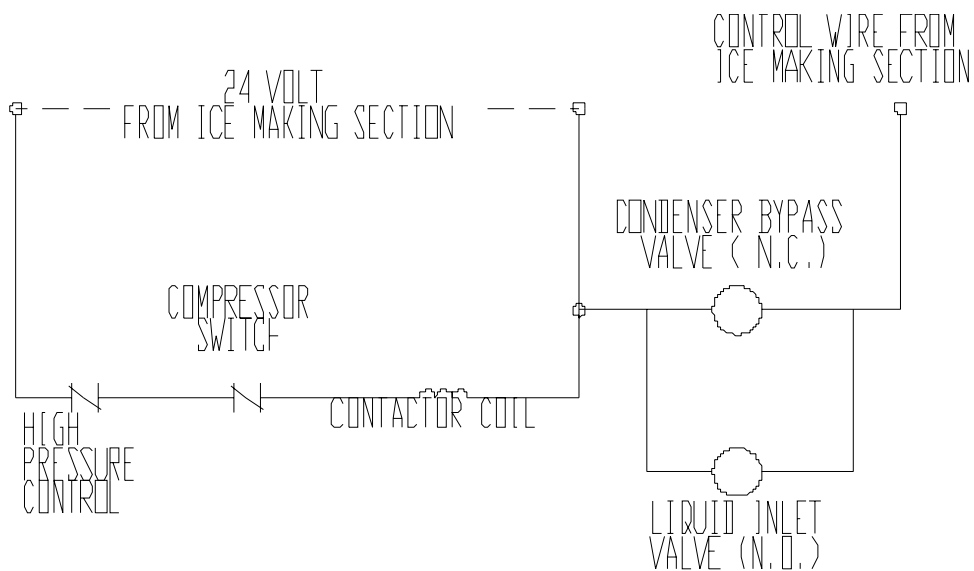 CONTROL WIRE FROM
ICE MAKING SECTION
24 VOLT
FROM ICE MAKING SECTION
CONDENSER BYPASS
VALVE ( N.C.)
COMPRESSOR
SWITCH
CONTACTOR COIL
HIGH
PRESSURE
CONTROL
LIQUID INLET
VALVE (N.O.)